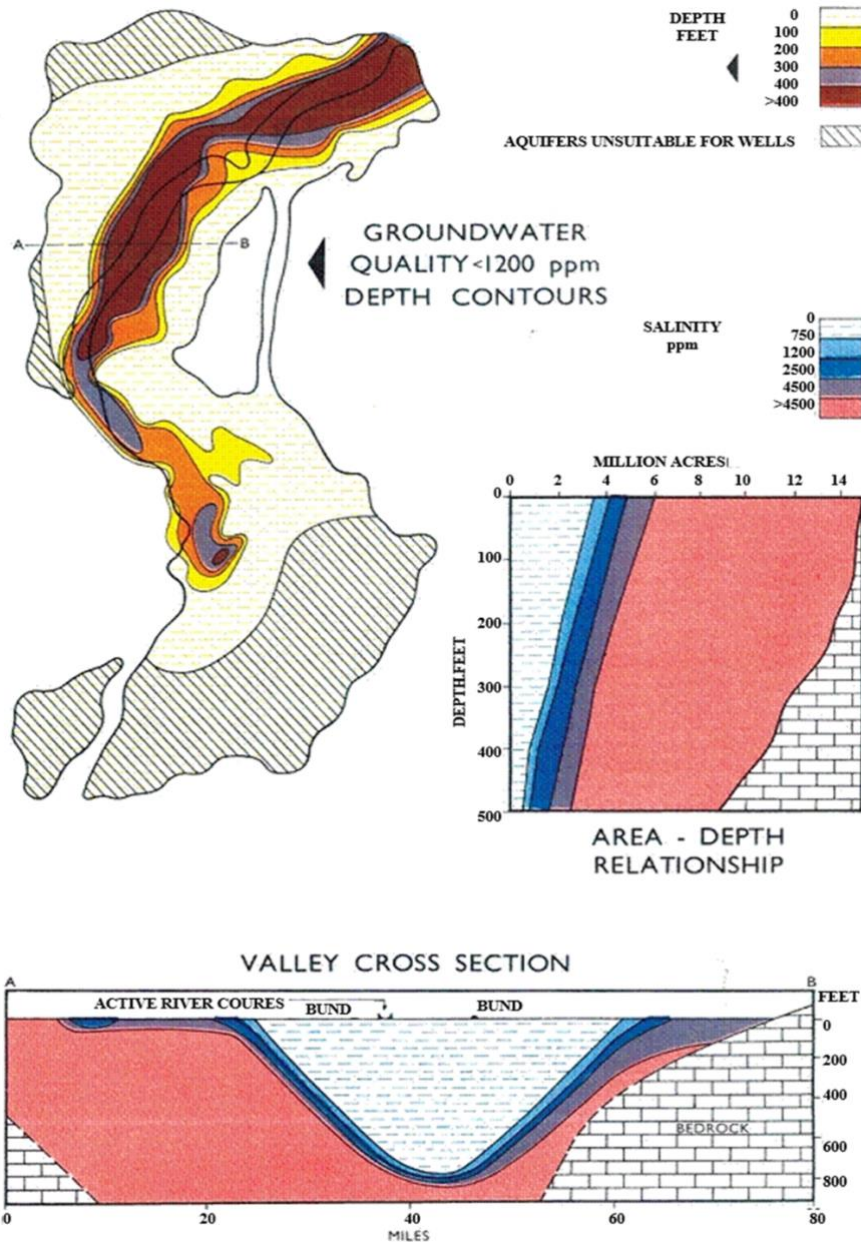 DEPTH
FEET
0
100
200
300
400
>400
AQUIFERS UNSUITABLE FOR WELLS
A
B
GROUNDWATER
QUALITY<1200 ppm
DEPTH CONTOURS
SALINITY
ppm
0
750
1200
2500
4500
>4500
MILLION ACRES
0 2 4 6 8 10 12 14
0
100
200
300
400
500
DEPTH.FEET
AREA - DEPTH
RELATIONSHIP
VALLEY CROSS SECTION
A
B
ACTIVE RIVER COURES
BUND
BUND
FEET
0
200
400
600
800
BEDROCK
0 20 40 60 80
MILES